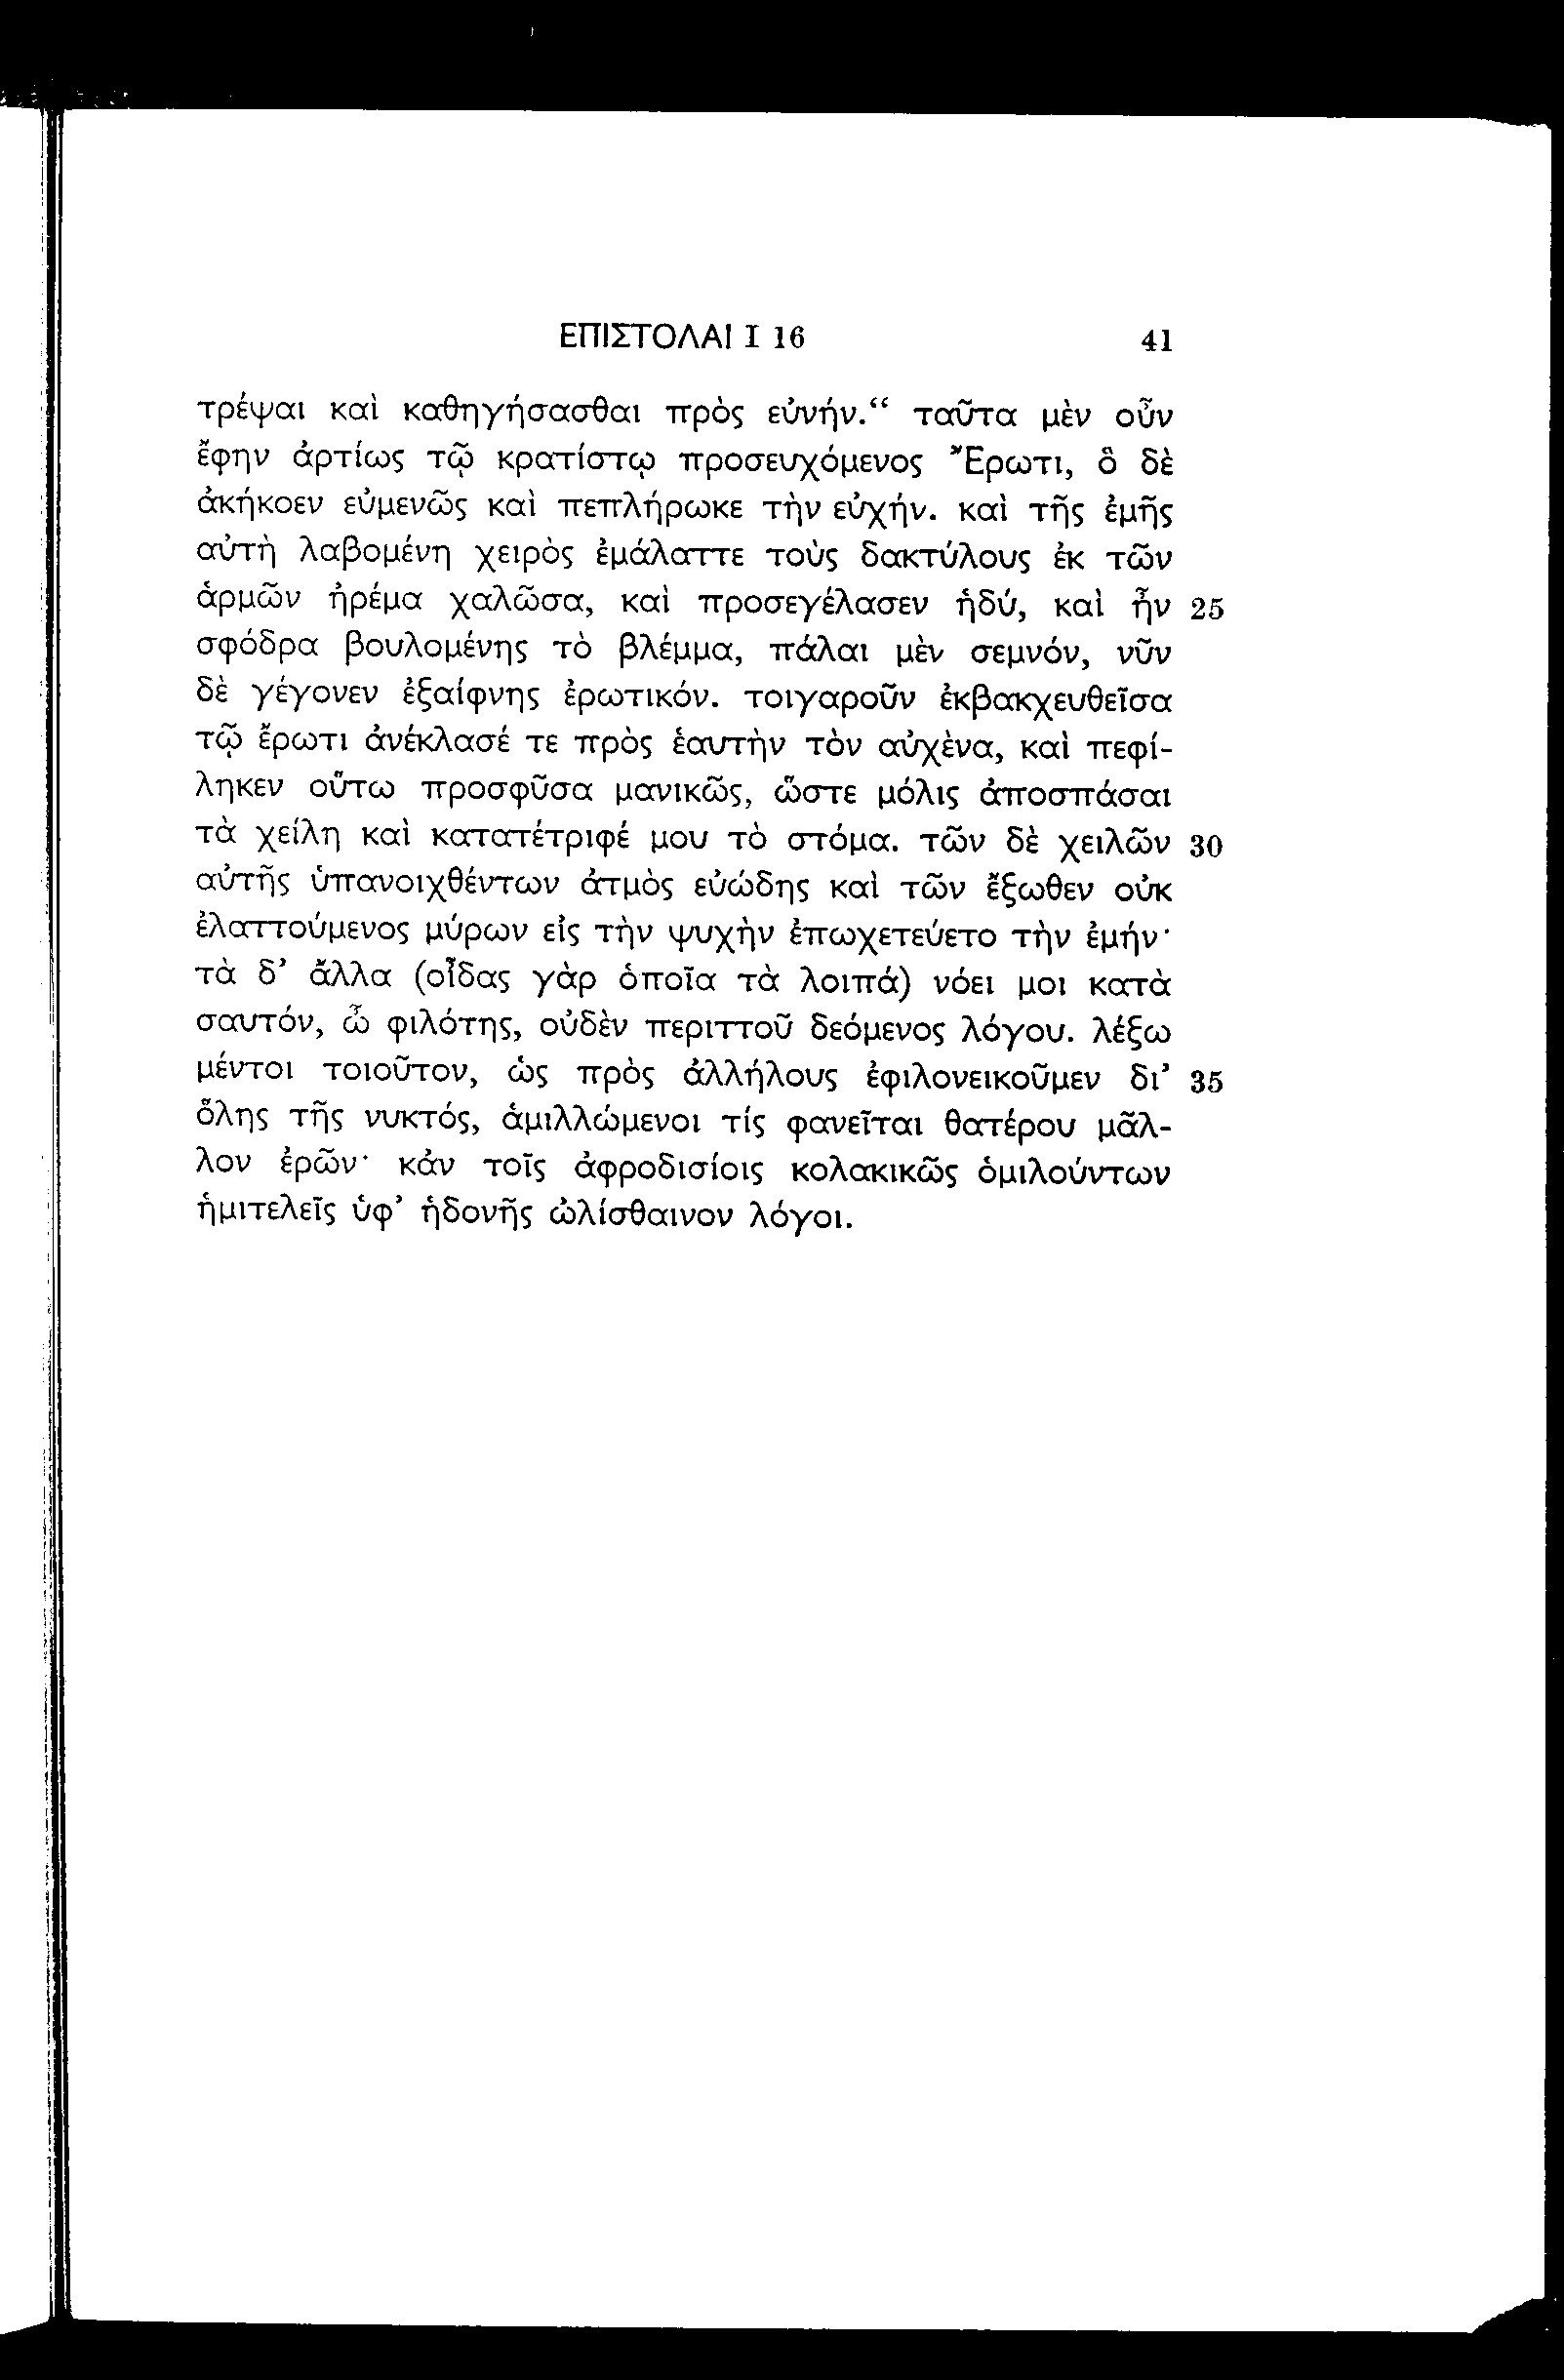 ΕΠΙΣΤΟΛΑΙ I 16 41
τρέψαι καὶ καθηγήσασθαι πρὸς εὐνήν.“ ταῦτα μὲν οὖν
ἔφην ἀρτίως τῷ κρατίστῳ προσευχόμενος Ἔρωτι, ὃ δὲ
ἀκήκοεν εὐμενῶς καὶ πεπλήρωκε τὴν εὐχήν. καὶ τῆς ἐμῆς
αὐτὴ λαβομένη χειρὸς ἐμάλαττε τοὺς δακτύλους ἐκ τῶν
ἁρμῶν ἠρέμα χαλῶσα, καὶ προσεγέλασεν ἡδύ, καὶ ἦν 25
σφόδρα βουλομένης τὸ βλέμμα, πάλαι μὲν σεμνόν, νῦν
δὲ γέγονεν ἐξαίφνης ἐρωτικόν. τοιγαροῦν ἐκβακχευθεῖσα
τῷ ἔρωτι ἀνέκλασέ τε πρὸς ἑαυτὴν τὸν αὐχένα, καὶ πεφί-
ληκεν οὕτω προσφῦσα μανικῶς, ὥστε μόλις ἀποσπάσαι
τὰ χείλη καὶ κατατέτριφέ μου τὸ στόμα. τῶν δὲ χειλῶν 30
αὐτῆς ὑπανοιχθέντων ἀτμὸς εὐώδης καὶ τῶν ἔξωθεν οὐκ
ἐλαττούμενος μύρων εἰς τὴν ψυχὴν ἐπωχετεύετο τὴν ἐμήν·
τὰ δ’ ἄλλα (οἶδας γὰρ ὁποῖα τὰ λοιπά) νόει μοι κατὰ
σαυτόν, ὦ φιλότης, οὐδὲν περιττοῦ δεόμενος λόγου. λέξω
μέντοι τοιοῦτον, ὡς πρὸς ἀλλήλους ἐφιλονεικοῦμεν δι’ 35
ὅλης τῆς νυκτός, ἁμιλλώμενοι τίς φανεῖται θατέρου μᾶλ-
λον ἐρῶν· κἀν τοῖς ἀφροδισίοις κολακικῶς ὁμιλούντων
ἡμιτελεῖς ὑφ’ ἡδονῆς ὠλίσθαινον λόγοι.